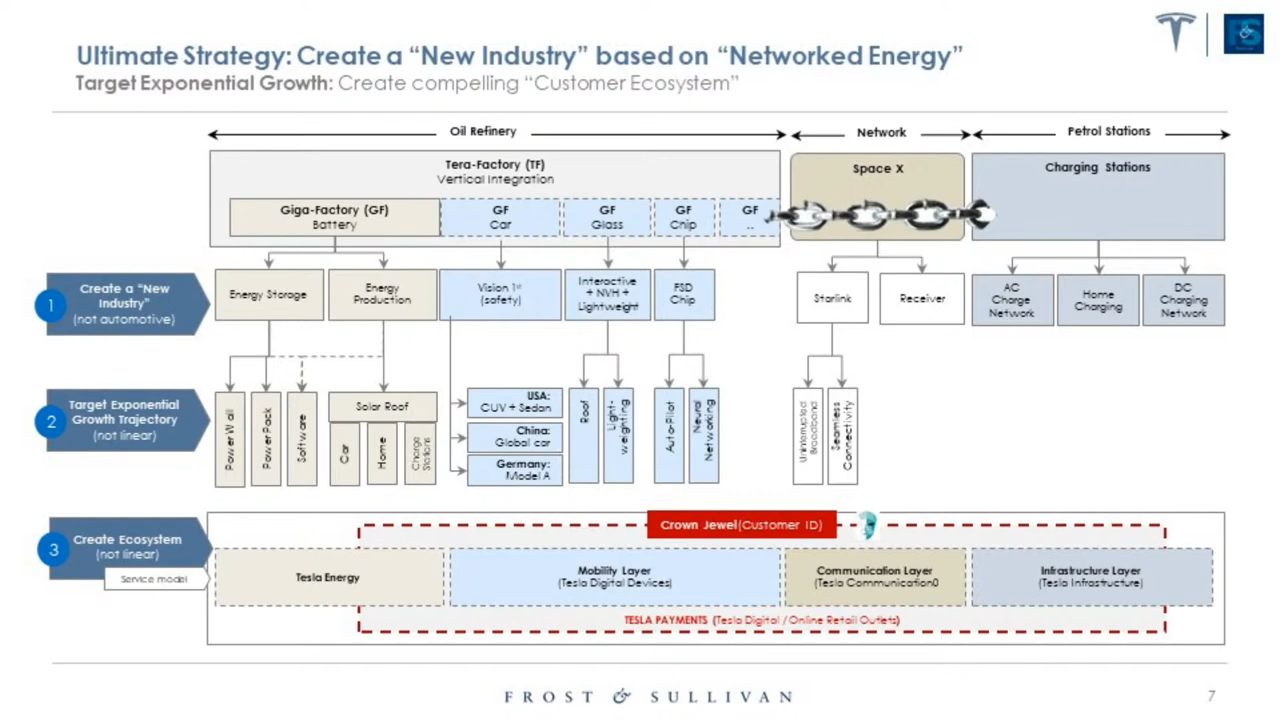 Ultimate Strategy: Create a “New Industry” based on “Networked Energy”
Target Exponential Growth: Create compelling “Customer Ecosystem”
F&S
Oil Refinery
Network
Petrol Stations
Tera-Factory (TF)
Vertical Integration
Space X
Charging Stations
Giga-Factory (GF)
Battery
GF
Car
GF
Glass
GF
Chip
GF
..
1
Create a “New
Industry”
(not automotive)
Energy Storage
Energy
Production
Vision 1st
(safety)
Interactive
+ NVH +
Lightweight
FSD
Chip
Starlink
Receiver
AC
Charge
Network
Home
Charging
DC
Charging
Network
2
Target Exponential
Growth Trajectory
(not linear)
Power Wall
Power Pack
Software
Solar Roof
Car
Home
Charge
Stations
USA:
CUV + Sedan
China:
Global car
Germany:
Model A
Roof
Light-
weighting
Auto-Pilot
Neural
Networking
Uninterrupted
Broadband
Seamless
Connectivity
3
Create Ecosystem
(not linear)
Service model
Crown Jewel(Customer ID)
Tesla Energy
Mobility Layer
(Tesla Digital Devices)
Communication Layer
(Tesla Communication0
Infrastructure Layer
(Tesla Infrastructure)
TESLA PAYMENTS (Tesla Digital /Online Retail Outlets)
FROST & SULLIVAN
7